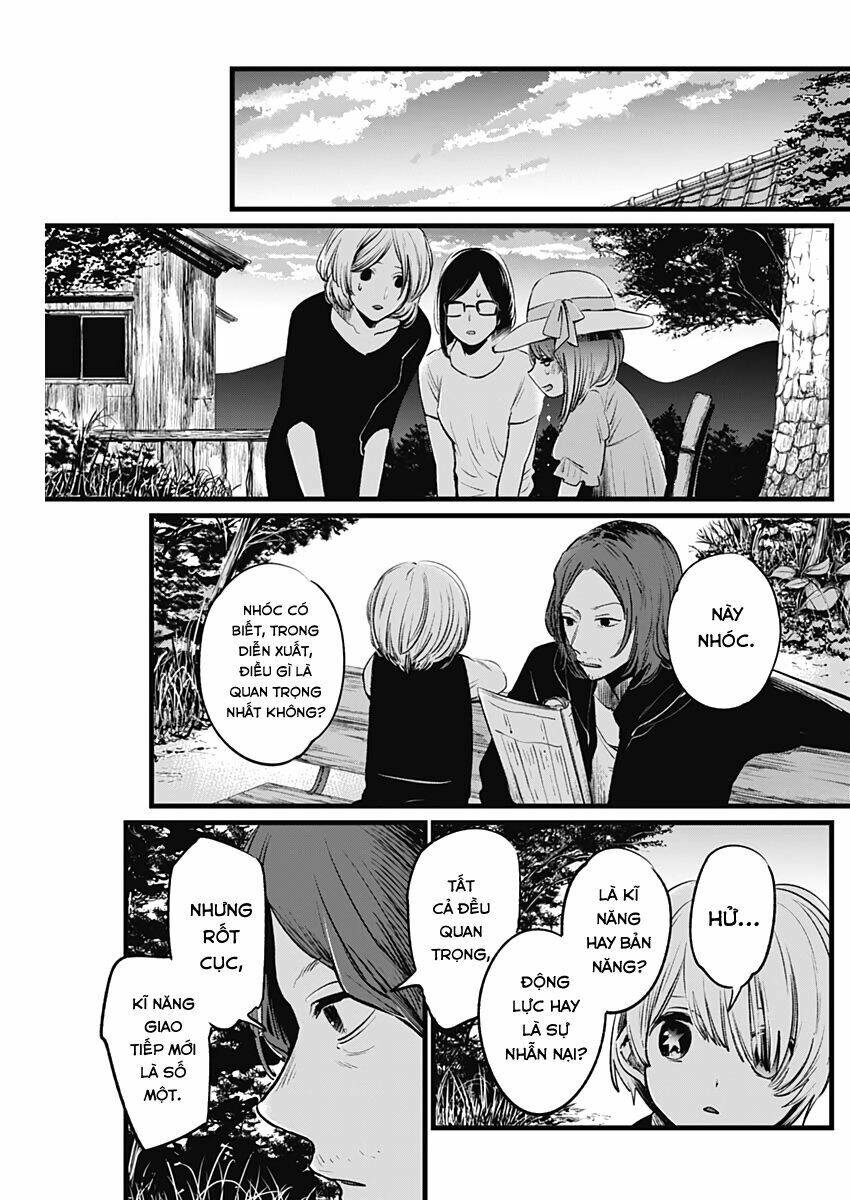 NÀY
NHÓC.
NHÓC CÓ
BIẾT, TRONG
DIỄN XUẤT,
ĐIỀU GÌ LÀ
QUAN TRỌNG
NHẤT KHÔNG?
HỬ...
LÀ KĨ
NĂNG
HAY BẢN
NĂNG?
ĐỘNG
LỰC HAY
LÀ SỰ
NHẪN NẠI?
TẤT
CẢ ĐỀU
QUAN
TRỌNG,
NHƯNG
RỐT
CỤC,
KĨ NĂNG
GIAO
TIẾP MỚI
LÀ SỐ
MỘT.